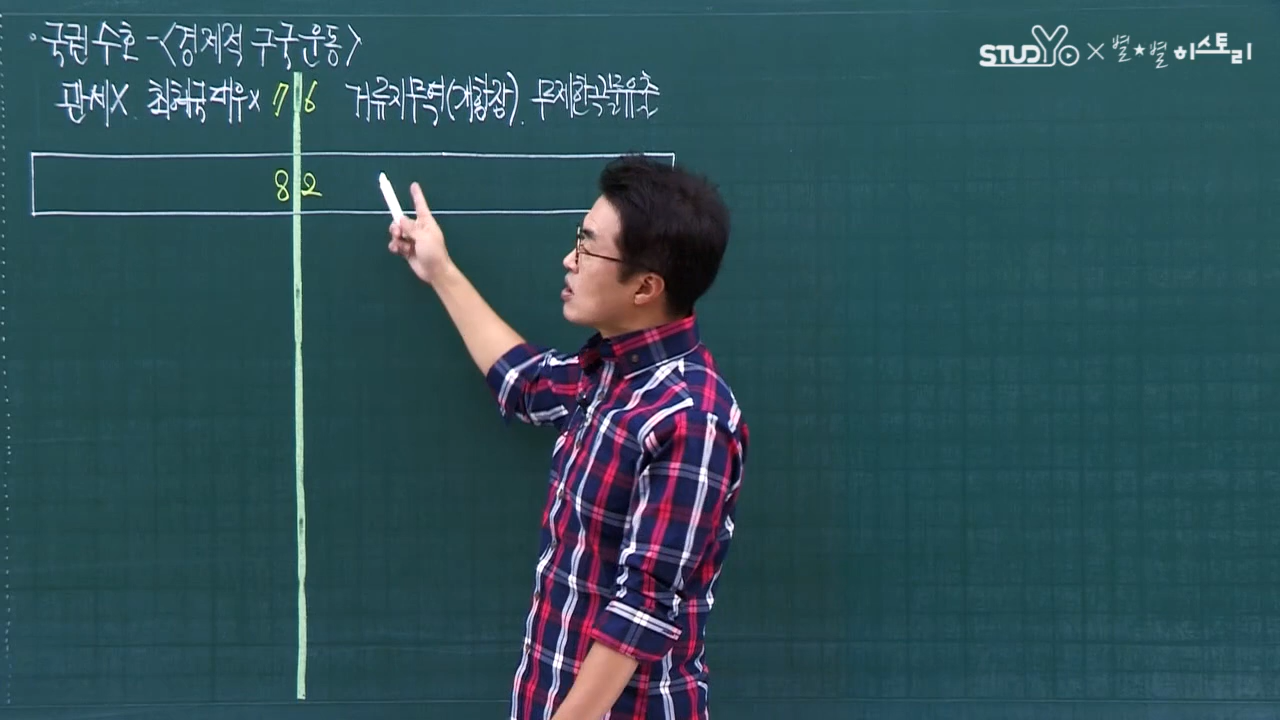 · 국권 수호 - <경제적 구국 운동>
관세X. 최혜국 대우x 76 거류지 무역(개항장). 무제한 곡물유출
82
STUDYo × 별★별 히스토리